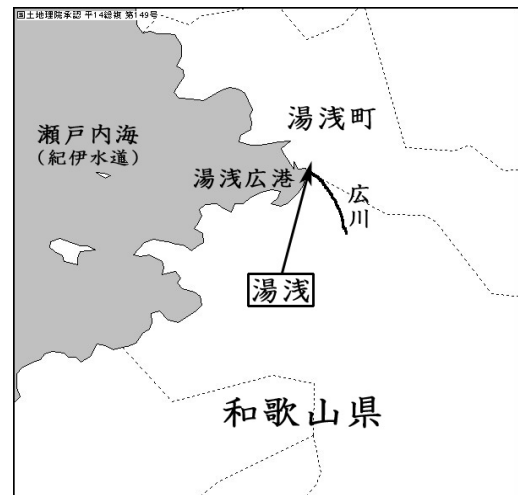 国土地理院承認 平14総複 第149号
湯浅町
瀬戸内海
(紀伊水道)
湯浅広港
広川
湯浅
和歌山県